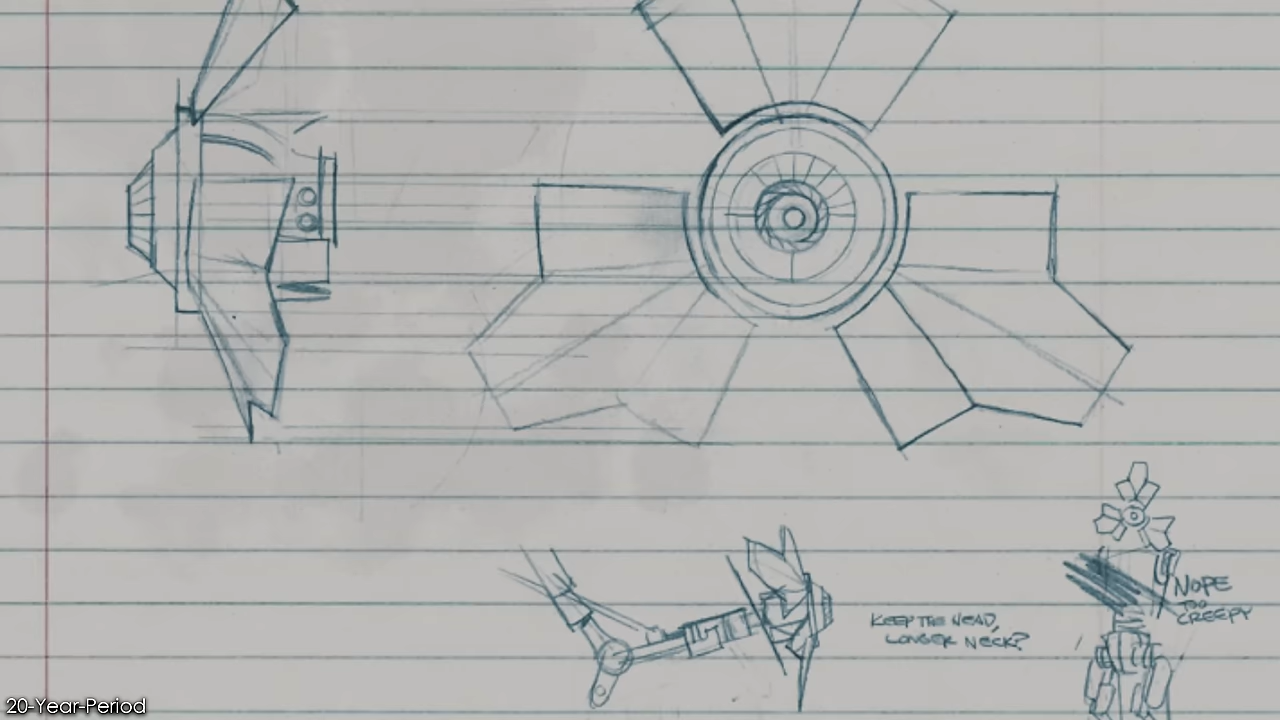 KEEP THE HEAD,
LONGER NECK?
NOPE
TOO
CREEPY
20-Year-Period